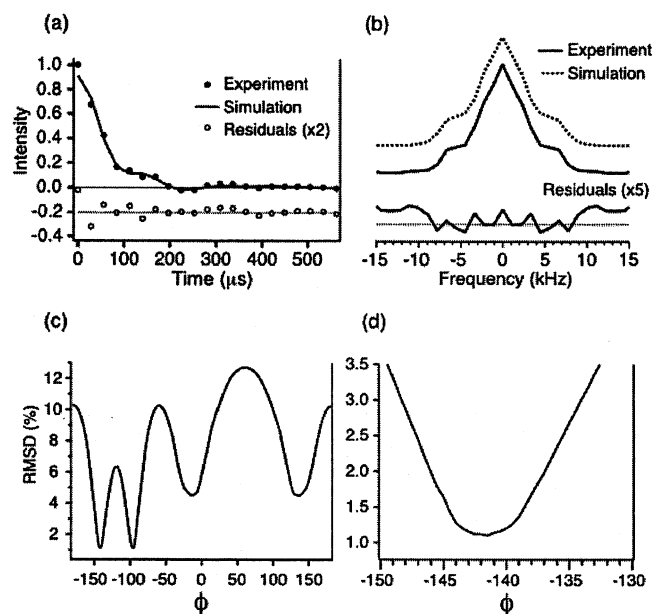 (a)
1.0
0.8
0.6
0.4
0.2
0.0
-0.2
-0.4
Intensity
Experiment
Simulation
Residuals (x2)
0 100 200 300 400 500
Time (μs)
(b)
Experiment
Simulation
Residuals (x5)
-15 -10 -5 0 5 10 15
Frequency (kHz)
(c)
12
10
8
6
4
2
RMSD (%)
-150 -100 -50 0 50 100 150
ϕ
(d)
3.5
3.0
2.5
2.0
1.5
1.0
-150 -145 -140 -135 -130
ϕ